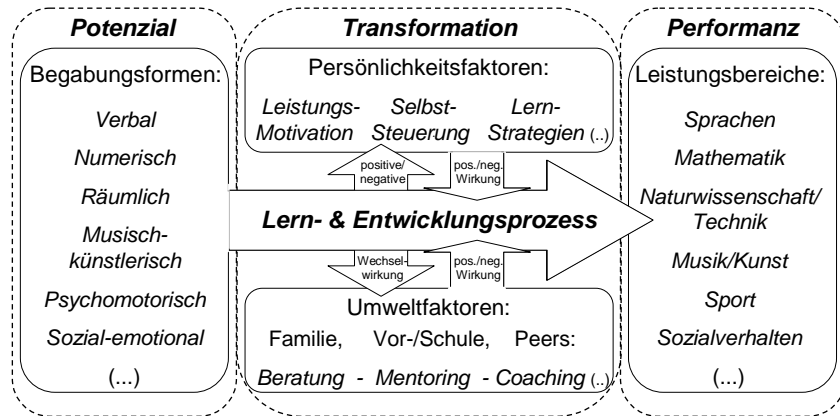 Potenzial
Begabungsformen:
Verbal
Numerisch
Räumlich
Musisch-
künstlerisch
Psychomotorisch
Sozial-emotional
(...)
Transformation
Persönlichkeitsfaktoren:
Leistungs- Selbst- Lern-
Motivation Steuerung Strategien (..)
positive/
negative
pos./neg.
Wirkung
Lern- & Entwicklungsprozess
Wechsel-
wirkung
pos./neg.
Wirkung
Umweltfaktoren:
Familie, Vor-/Schule, Peers:
Beratung - Mentoring - Coaching (..)
Performanz
Leistungsbereiche:
Sprachen
Mathematik
Naturwissenschaft/
Technik
Musik/Kunst
Sport
Sozialverhalten
(...)